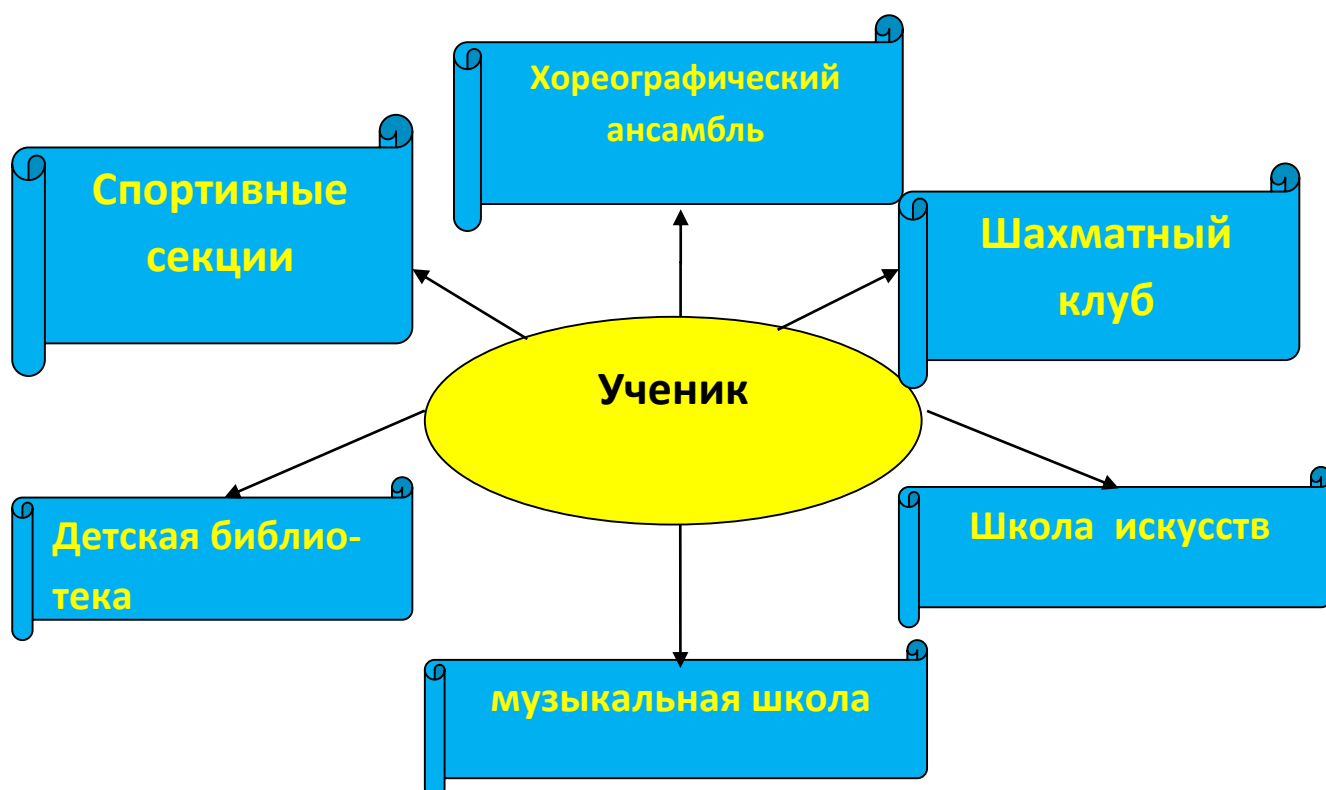 Хореографический
ансамбль
Спортивные
секции
Шахматный
клуб
Ученик
Детская библио-
тека
Школа искусств
музыкальная школа